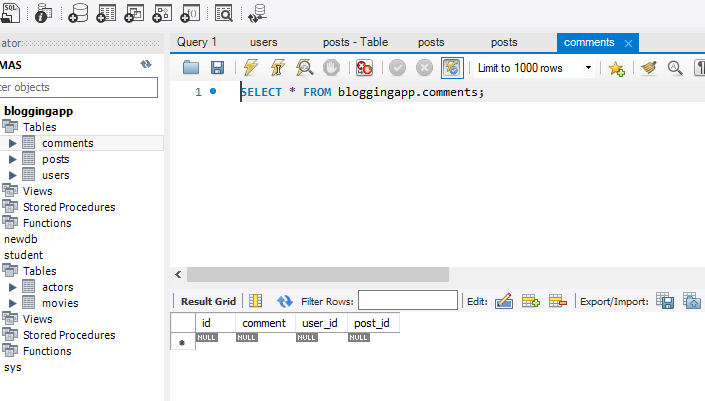 SQL
Query 1 users posts - Table posts posts comments
ator
MAS
ter objects
bloggingapp
Tables
comments
posts
users
Views
Stored Procedures
Functions
newdb
student
Tables
actors
movies
Views
Stored Procedures
Functions
sys
Limit to 1000 rows
1 SELECT * FROM bloggingapp.comments;
Result Grid Filter Rows: Edit: Export/Import:
id comment user_id post_id
NULL NULL NULL NULL